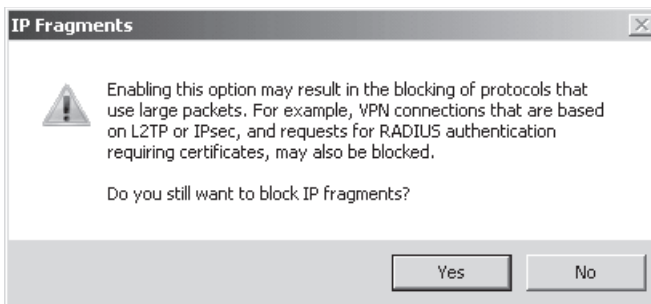 IP Fragments
Enabling this option may result in the blocking of protocols that
use large packets. For example, VPN connections that are based
on L2TP or IPsec, and requests for RADIUS authentication
requiring certificates, may also be blocked.
Do you still want to block IP fragments?
Yes No